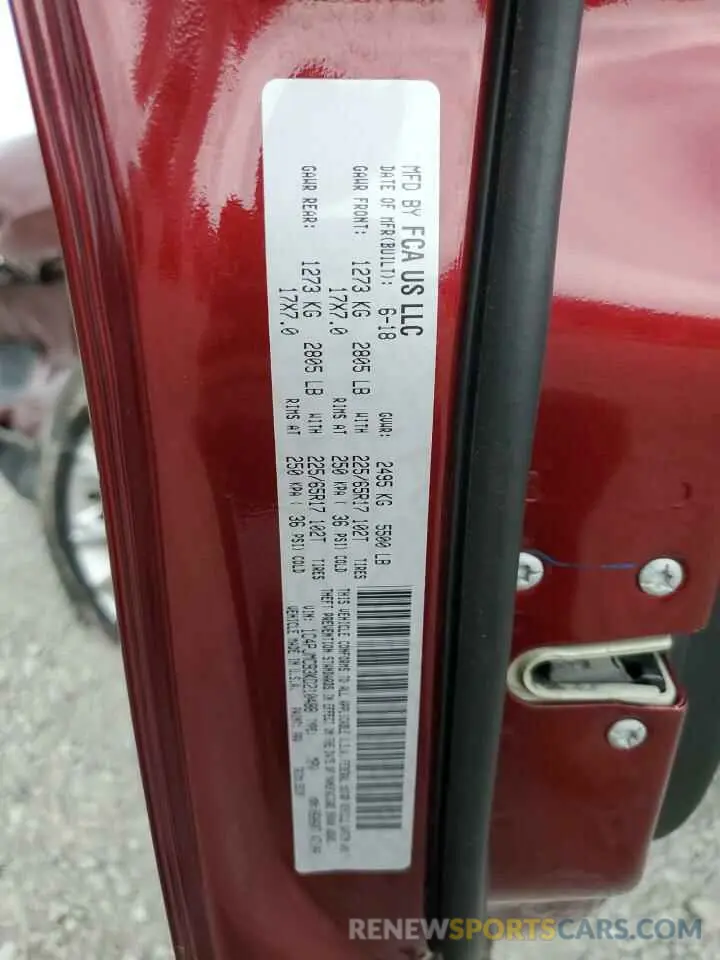 MFD BY FCA US LLC
DATE OF MFR(BUILT): 6-18 GVWR: 2495 KG 5500 LB
GAWR FRONT: 1273 KG 2805 LB WITH 225/65R17 102T TIRES
17X7.0 RIMS AT 250 KPA ( 36 PSI) COLD
GAWR REAR: 1273 KG 2805 LB WITH 225/65R17 102T TIRES
17X7.0 RIMS AT 250 KPA ( 36 PSI) COLD
THIS VEHICLE CONFORMS TO ALL APPLICABLE U.S.A. FEDERAL MOTOR VEHICLE SAFETY AND
THEFT PREVENTION STANDARDS IN EFFECT ON THE DATE OF MANUFACTURE SHOWN ABOVE.
VIN: TYPE: MPV
VEHICLE MADE IN U.S.A. PAINT:
RENEWSPORTSCARS.COM